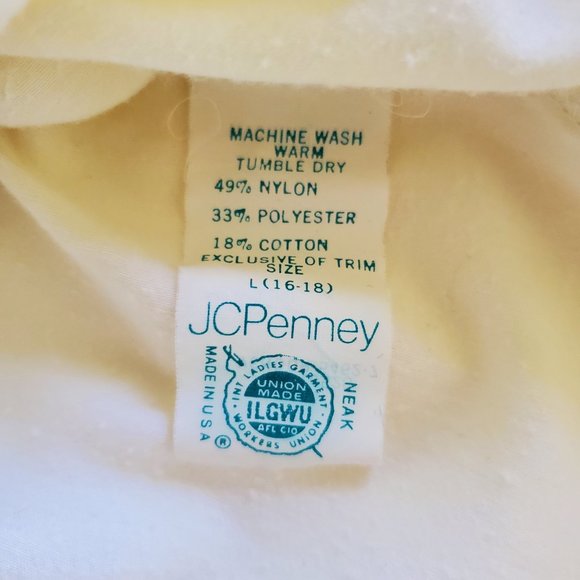 MACHINE WASH
WARM
TUMBLE DRY
49% NYLON
33% POLYESTER
18% COTTON
EXCLUSIVE OF TRIM
SIZE
L (16-18)
JCPenney
MADE IN U.S.A.
®
INT LADIES GARMENT
WORKERS UNION
UNION
MADE
ILGWU
AFL CIO
NEAK